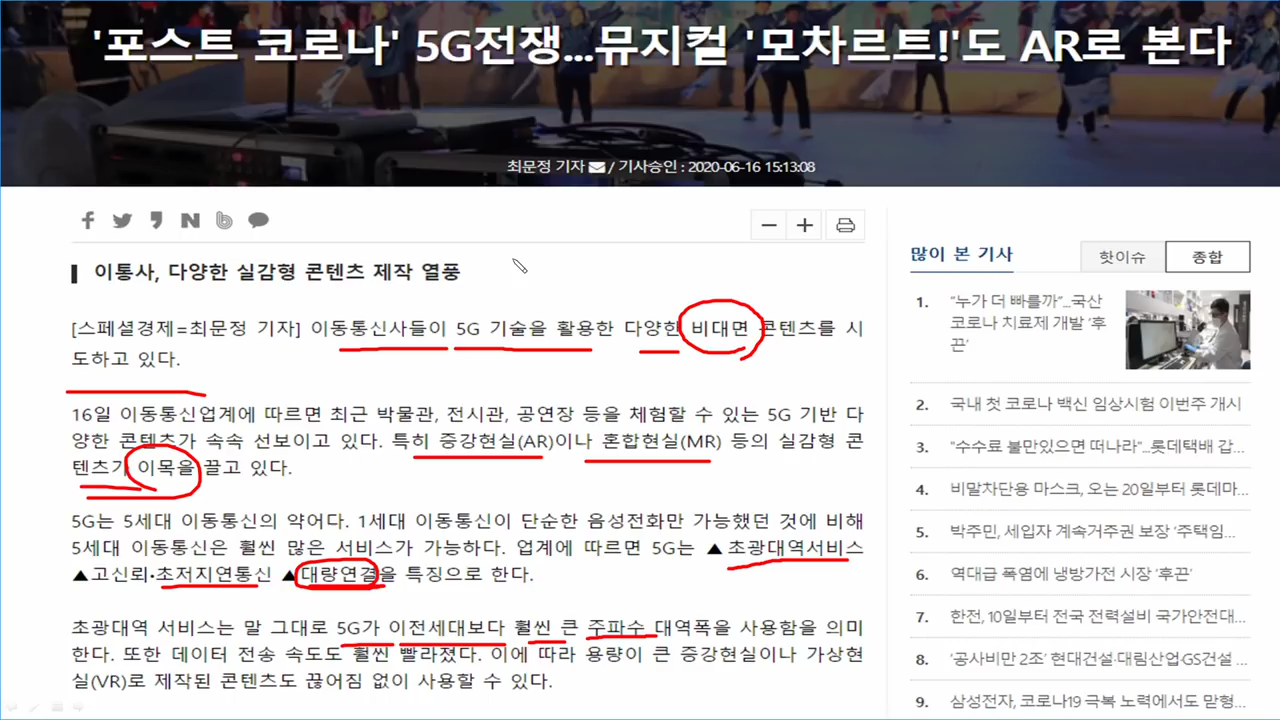 '포스트 코로나' 5G전쟁...뮤지컬 '모차르트!'도 AR로 본다
최문정 기자 / 기사승인 : 2020-06-16 15:13:08
이통사, 다양한 실감형 콘텐츠 제작 열풍
[스페셜경제=최문정 기자] 이동통신사들이 5G 기술을 활용한 다양한 비대면 콘텐츠를 시
도하고 있다.
16일 이동통신업계에 따르면 최근 박물관, 전시관, 공연장 등을 체험할 수 있는 5G 기반 다
양한 콘텐츠가 속속 선보이고 있다. 특히 증강현실(AR)이나 혼합현실(MR) 등의 실감형 콘
텐츠가 이목을 끌고 있다.
5G는 5세대 이동통신의 약어다. 1세대 이동통신이 단순한 음성전화만 가능했던 것에 비해
5세대 이동통신은 훨씬 많은 서비스가 가능하다. 업계에 따르면 5G는 ▲초광대역서비스
▲고신뢰·초저지연통신 ▲대량연결을 특징으로 한다.
초광대역 서비스는 말 그대로 5G가 이전세대보다 훨씬 큰 주파수 대역폭을 사용함을 의미
한다. 또한 데이터 전송 속도도 훨씬 빨라졌다. 이에 따라 용량이 큰 증강현실이나 가상현
실(VR)로 제작된 콘텐츠도 끊어짐 없이 사용할 수 있다.
많이 본 기사
핫이슈
종합
1. "누가 더 빠를까"...국산
코로나 치료제 개발 '후
끈'
2. 국내 첫 코로나 백신 임상시험 이번주 개시
3. "수수료 불만있으면 떠나라"...롯데택배 갑...
4. 비말차단용 마스크, 오는 20일부터 롯데마...
5. 박주민, 세입자 계속거주권 보장 '주택임...
6. 역대급 폭염에 냉방가전 시장 '후끈'
7. 한전, 10일부터 전국 전력설비 국가안전대...
8. '공사비만 2조' 현대건설·대림산업·GS건설 ...
9. 삼성전자, 코로나19 극복 노력에서도 맏형...